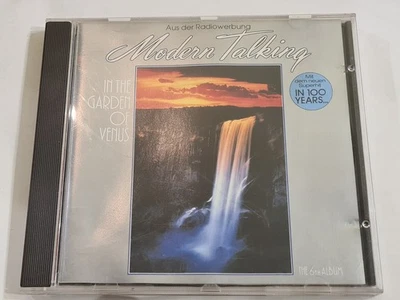 Aus der Radiowerbung
Modern Talking
IN THE
GARDEN
OF
VENUS
Mit
dem neuen
Superhit
IN 100
YEARS...
THE 6TH ALBUM